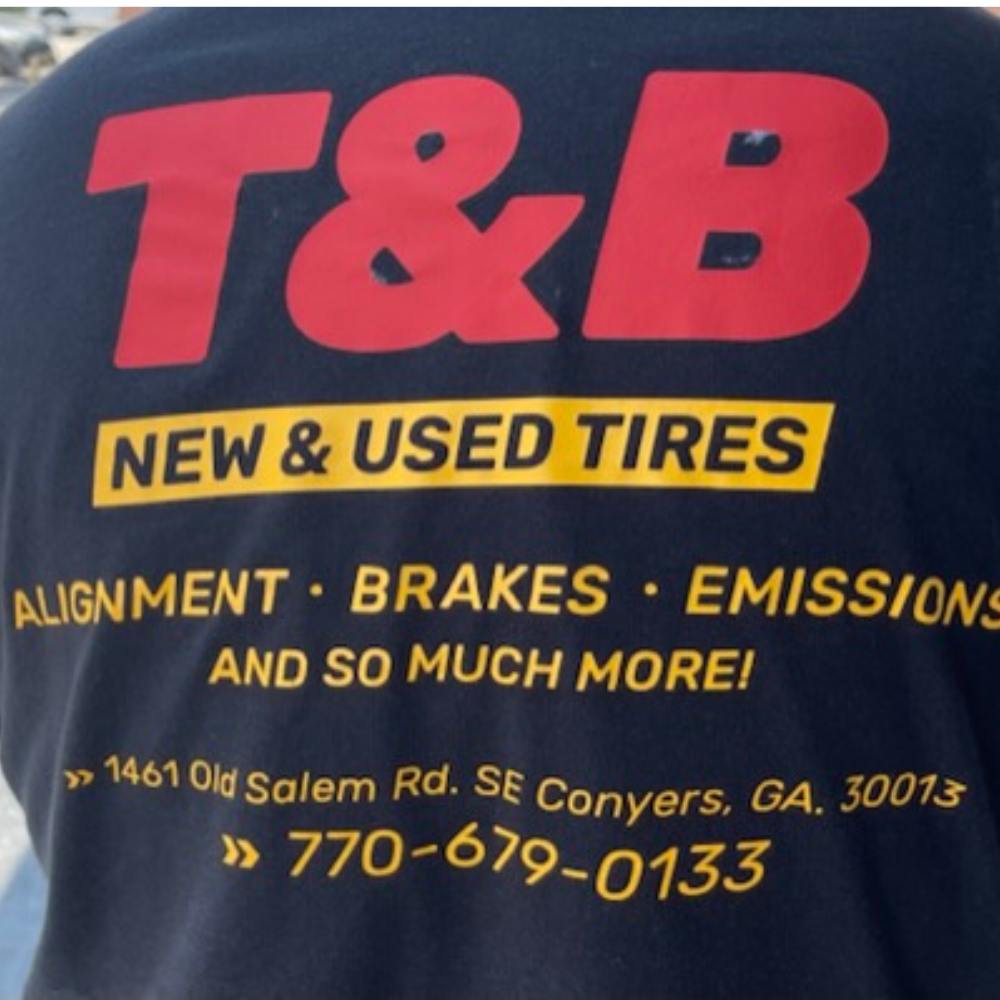 T&B
NEW & USED TIRES
ALIGNMENT · BRAKES · EMISSIONS
AND SO MUCH MORE!
» 1461 Old Salem Rd. SE Conyers, GA. 30013
» 770-679-0133